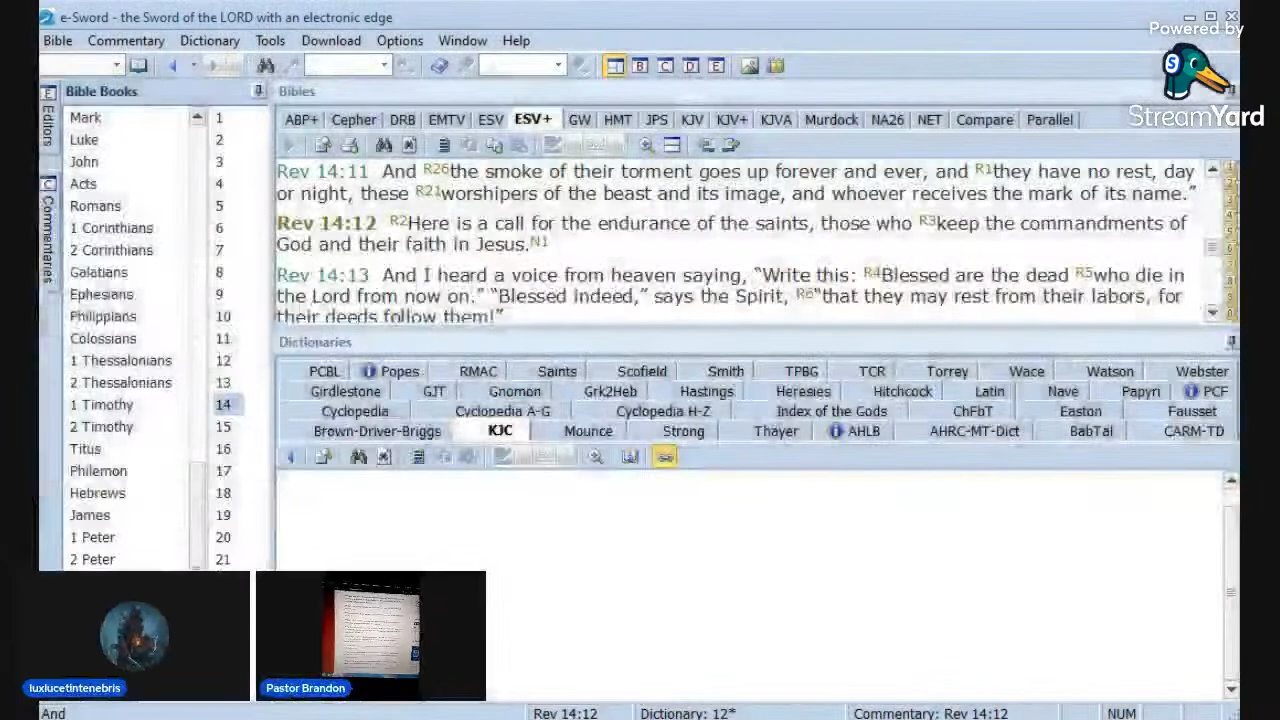 e-Sword - the Sword of the LORD with an electronic edge
Powered by
StreamYard
Bible Commentary Dictionary Tools Download Options Window Help
B C D E
Bible Books
Editors
Commentaries
Mark 1
Luke 2
John 3
Acts 4
Romans 5
1 Corinthians 6
2 Corinthians 7
Galatians 8
Ephesians 9
Philippians 10
Colossians 11
1 Thessalonians 12
2 Thessalonians 13
1 Timothy 14
2 Timothy 15
Titus 16
Philemon 17
Hebrews 18
James 19
1 Peter 20
2 Peter 21
Bibles
ABP+ Cepher DRB EMTV ESV ESV+ GW HMT JPS KJV KJV+ KJVA Murdock NA26 NET Compare Parallel
Rev 14:11 And R26the smoke of their torment goes up forever and ever, and R1they have no rest, day
or night, these R21worshipers of the beast and its image, and whoever receives the mark of its name.”
Rev 14:12 R2Here is a call for the endurance of the saints, those who R3keep the commandments of
God and their faith in Jesus.N1
Rev 14:13 And I heard a voice from heaven saying, “Write this: R4Blessed are the dead R5who die in
the Lord from now on.” “Blessed indeed,” says the Spirit, R6“that they may rest from their labors, for
their deeds follow them!”
Dictionaries
PCBL Popes RMAC Saints Scofield Smith TPBG TCR Torrey Wace Watson Webster
Girdlestone GJT Gnomon Grk2Heb Hastings Heresies Hitchcock Latin Nave Papyri PCF
Cyclopedia Cyclopedia A-G Cyclopedia H-Z Index of the Gods ChFbT Easton Fausset
Brown-Driver-Briggs KJC Mounce Strong Thayer AHLB AHRC-MT-Dict BabTal CARM-TD
luxlucetintenebris
Pastor Brandon
And Rev 14:12 Dictionary: 12* Commentary: Rev 14:12 NUM